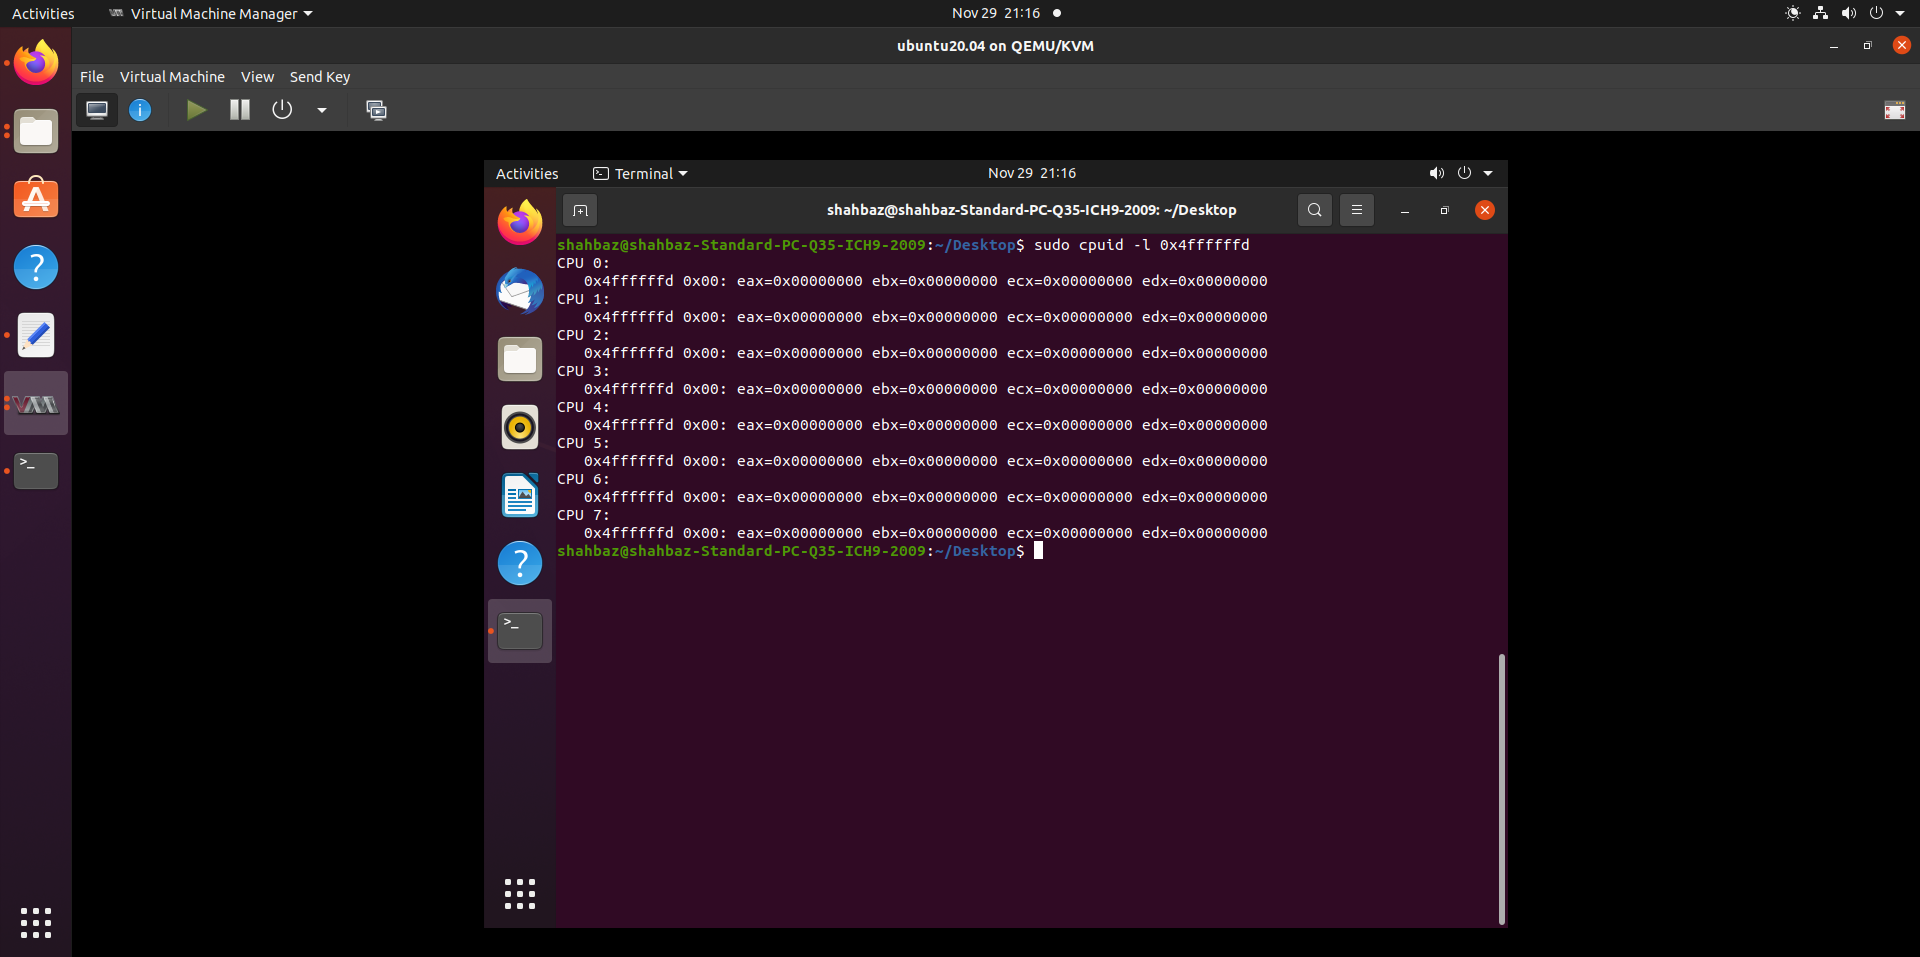 Activities Virtual Machine Manager Nov 29 21:16
ubuntu20.04 on QEMU/KVM
File Virtual Machine View Send Key
Activities Terminal Nov 29 21:16
shahbaz@shahbaz-Standard-PC-Q35-ICH9-2009: ~/Desktop
shahbaz@shahbaz-Standard-PC-Q35-ICH9-2009:~/Desktop$ sudo cpuid -l 0x4ffffffd
CPU 0:
   0x4ffffffd 0x00: eax=0x00000000 ebx=0x00000000 ecx=0x00000000 edx=0x00000000
CPU 1:
   0x4ffffffd 0x00: eax=0x00000000 ebx=0x00000000 ecx=0x00000000 edx=0x00000000
CPU 2:
   0x4ffffffd 0x00: eax=0x00000000 ebx=0x00000000 ecx=0x00000000 edx=0x00000000
CPU 3:
   0x4ffffffd 0x00: eax=0x00000000 ebx=0x00000000 ecx=0x00000000 edx=0x00000000
CPU 4:
   0x4ffffffd 0x00: eax=0x00000000 ebx=0x00000000 ecx=0x00000000 edx=0x00000000
CPU 5:
   0x4ffffffd 0x00: eax=0x00000000 ebx=0x00000000 ecx=0x00000000 edx=0x00000000
CPU 6:
   0x4ffffffd 0x00: eax=0x00000000 ebx=0x00000000 ecx=0x00000000 edx=0x00000000
CPU 7:
   0x4ffffffd 0x00: eax=0x00000000 ebx=0x00000000 ecx=0x00000000 edx=0x00000000
shahbaz@shahbaz-Standard-PC-Q35-ICH9-2009:~/Desktop$